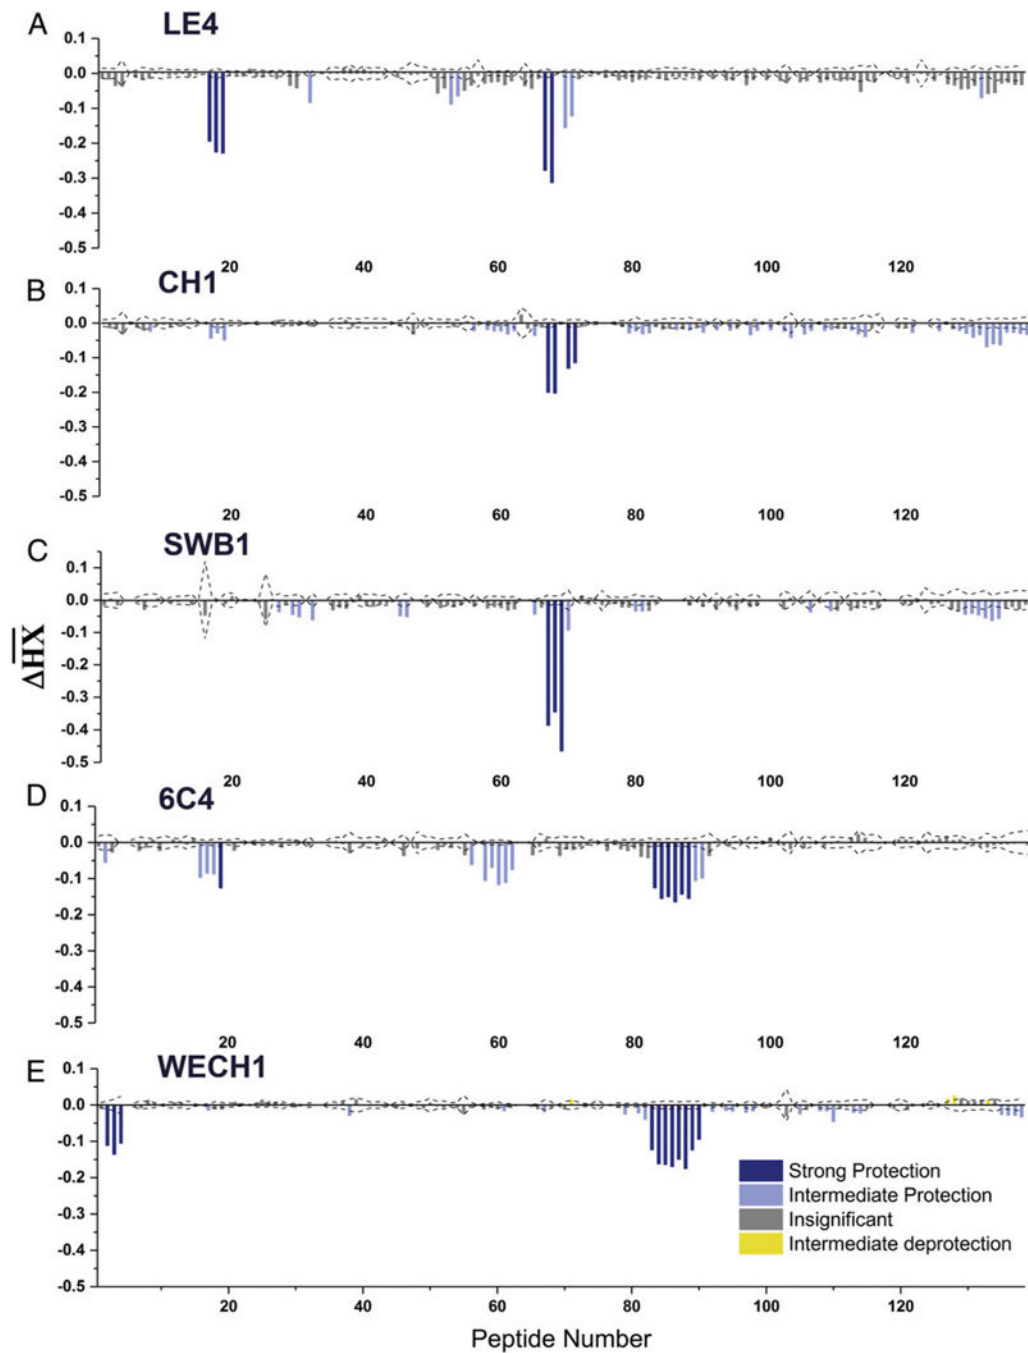 A LE4
0.1
0.0
-0.1
-0.2
-0.3
-0.4
-0.5
20 40 60 80 100 120
B CH1
0.1
0.0
-0.1
-0.2
-0.3
-0.4
-0.5
20 40 60 80 100 120
C SWB1
0.1
0.0
-0.1
-0.2
-0.3
-0.4
-0.5
ΔHX
20 40 60 80 100 120
D 6C4
0.1
0.0
-0.1
-0.2
-0.3
-0.4
-0.5
20 40 60 80 100 120
E WECH1
0.1
0.0
-0.1
-0.2
-0.3
-0.4
-0.5
Strong Protection
Intermediate Protection
Insignificant
Intermediate deprotection
20 40 60 80 100 120
Peptide Number